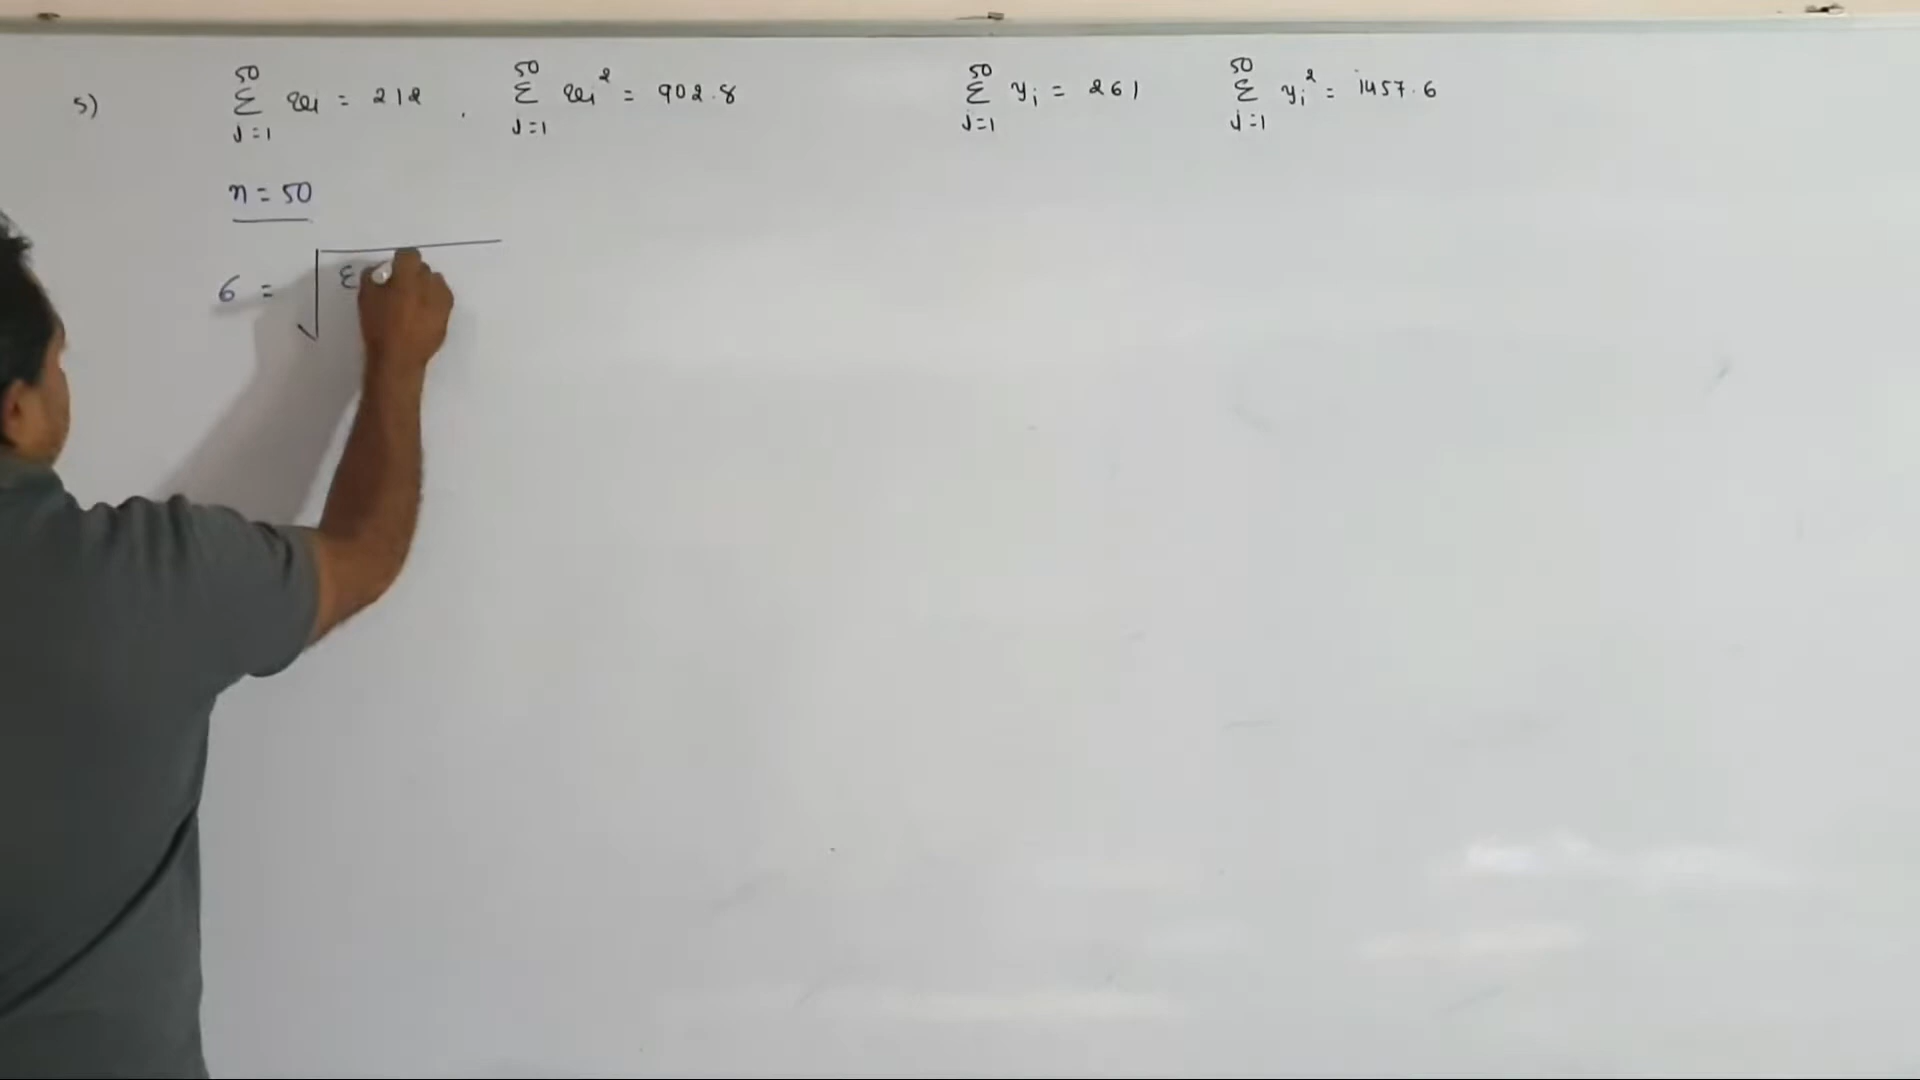 5) 50 Σ i=1 xi = 212 , 50 Σ i=1 xi² = 902.8 50 Σ i=1 yi = 261 50 Σ i=1 yi² = 1457.6
n = 50
σ = √ Σ